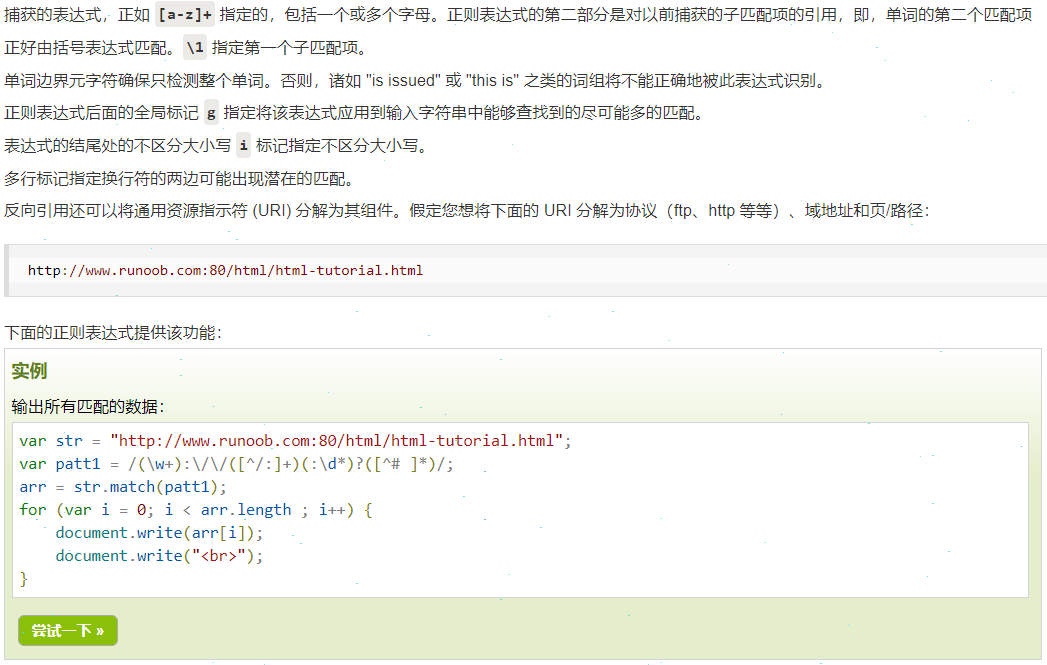 捕获的表达式，正如 [a-z]+ 指定的，包括一个或多个字母。正则表达式的第二部分是对以前捕获的子匹配项的引用，即，单词的第二个匹配项
正好由括号表达式匹配。\1 指定第一个子匹配项。
单词边界元字符确保只检测整个单词。否则，诸如 "is issued" 或 "this is" 之类的词组将不能正确地被此表达式识别。
正则表达式后面的全局标记 g 指定将该表达式应用到输入字符串中能够查找到的尽可能多的匹配。
表达式的结尾处的不区分大小写 i 标记指定不区分大小写。
多行标记指定换行符的两边可能出现潜在的匹配。
反向引用还可以将通用资源指示符 (URI) 分解为其组件。假定您想将下面的 URI 分解为协议（ftp、http 等等）、域地址和页/路径：
http://www.runoob.com:80/html/html-tutorial.html
下面的正则表达式提供该功能：
实例
输出所有匹配的数据：
var str = "http://www.runoob.com:80/html/html-tutorial.html";
var patt1 = /(\w+):\/\/([^/:]+)(:\d*)?([^# ]*)/;
arr = str.match(patt1);
for (var i = 0; i < arr.length ; i++) {
    document.write(arr[i]);
    document.write("<br>");
}
尝试一下 »